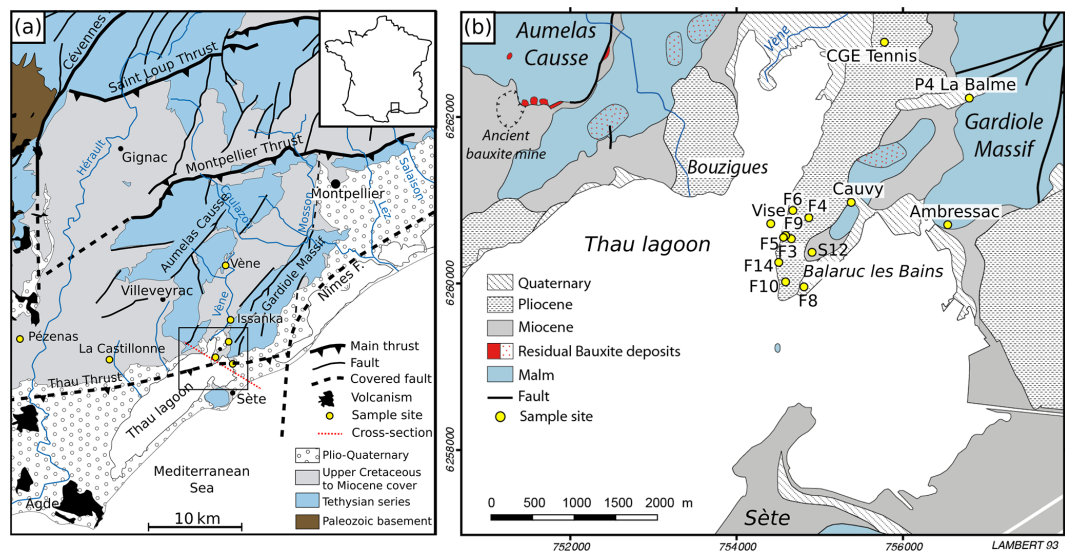 (a)
Cévennes
Saint Loup Thrust
Hérault
Gignac
Montpellier Thrust
Coulazou
Mosson
Lez
Salaison
Montpellier
Aumelas Causse
Vène
Gardiole Massif
Nîmes F.
Villeveyrac
Vène
Issanka
Pézenas
La Castillonne
Thau Thrust
Thau lagoon
Sète
Mediterranean
Sea
Agde
10 km
Main thrust
Fault
Covered fault
Volcanism
Sample site
Cross-section
Plio-Quaternary
Upper Cretaceous
to Miocene cover
Tethysian series
Paleozoic basement
(b)
Aumelas
Causse
Vène
CGE Tennis
P4 La Balme
Ancient
bauxite mine
Gardiole
Massif
Bouzigues
Cauvy
F6
F4
Vise
F9
Ambressac
F5
F3
S12
F14
Balaruc les Bains
F10
F8
Thau lagoon
Quaternary
Pliocene
Miocene
Residual Bauxite deposits
Malm
Fault
Sample site
0 500 1000 1500 2000 m
Sète
6262000
6260000
6258000
752000 754000 756000
LAMBERT 93